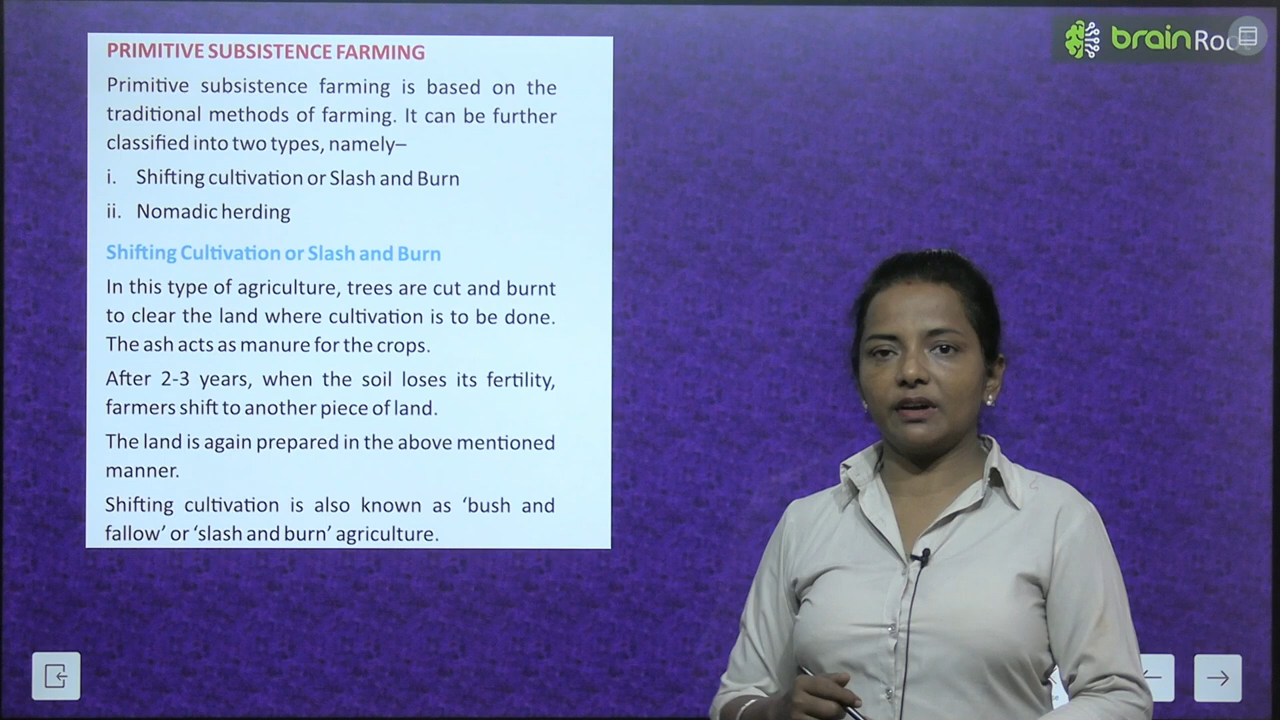 PRIMITIVE SUBSISTENCE FARMING
Primitive subsistence farming is based on the
traditional methods of farming. It can be further
classified into two types, namely–
i. Shifting cultivation or Slash and Burn
ii. Nomadic herding
Shifting Cultivation or Slash and Burn
In this type of agriculture, trees are cut and burnt
to clear the land where cultivation is to be done.
The ash acts as manure for the crops.
After 2-3 years, when the soil loses its fertility,
farmers shift to another piece of land.
The land is again prepared in the above mentioned
manner.
Shifting cultivation is also known as ‘bush and
fallow’ or ‘slash and burn’ agriculture.
brain